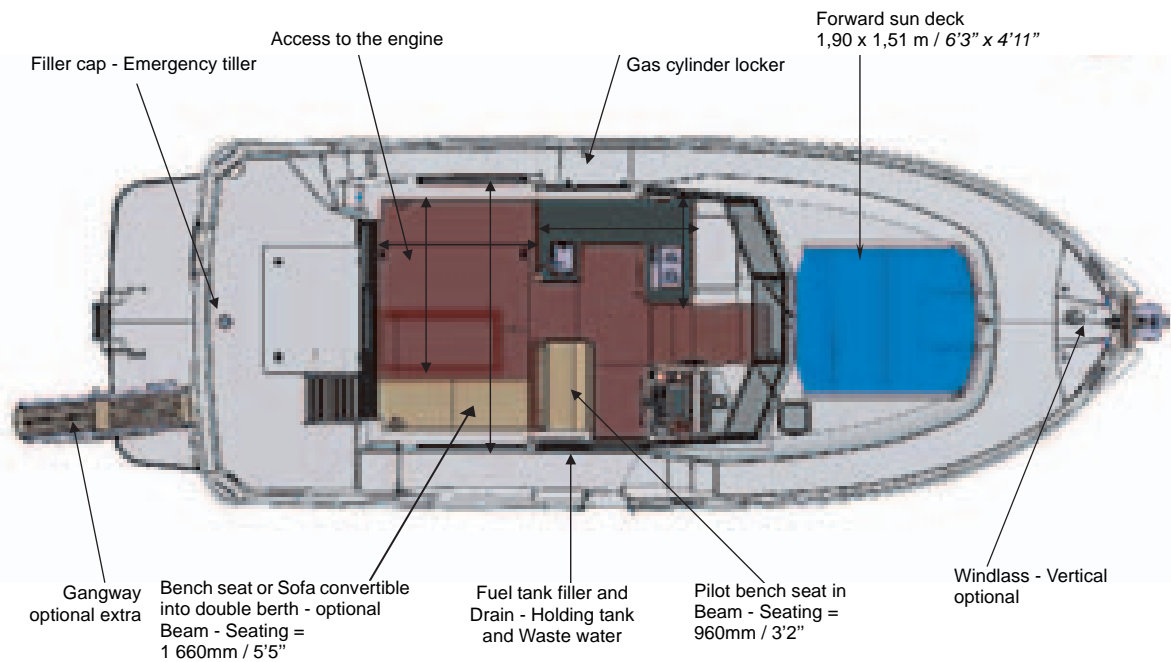 Forward sun deck
1,90 x 1,51 m / 6’3” x 4’11”
Access to the engine
Filler cap - Emergency tiller
Gas cylinder locker
Gangway
optional extra
Bench seat or Sofa convertible
into double berth - optional
Beam - Seating =
1 660mm / 5’5”
Fuel tank filler and
Drain - Holding tank
and Waste water
Pilot bench seat in
Beam - Seating =
960mm / 3’2”
Windlass - Vertical
optional